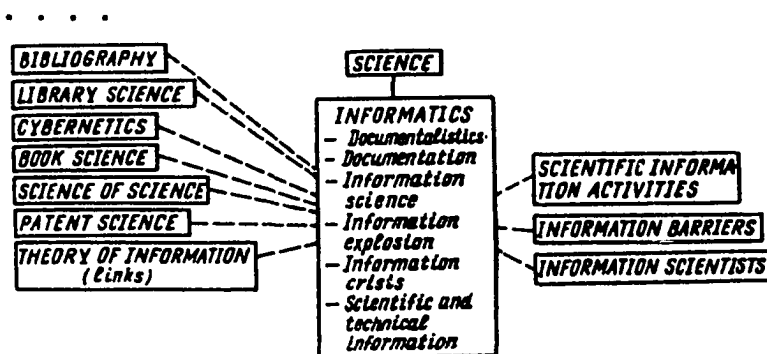 . . . .
BIBLIOGRAPHY
LIBRARY SCIENCE
CYBERNETICS
BOOK SCIENCE
SCIENCE OF SCIENCE
PATENT SCIENCE
THEORY OF INFORMATION
(links)
SCIENCE
INFORMATICS
- Documentalistics
- Documentation
- Information
science
- Information
explosion
- Information
crisis
- Scientific and
technical
information
SCIENTIFIC INFORMA-
TION ACTIVITIES
INFORMATION BARRIERS
INFORMATION SCIENTISTS